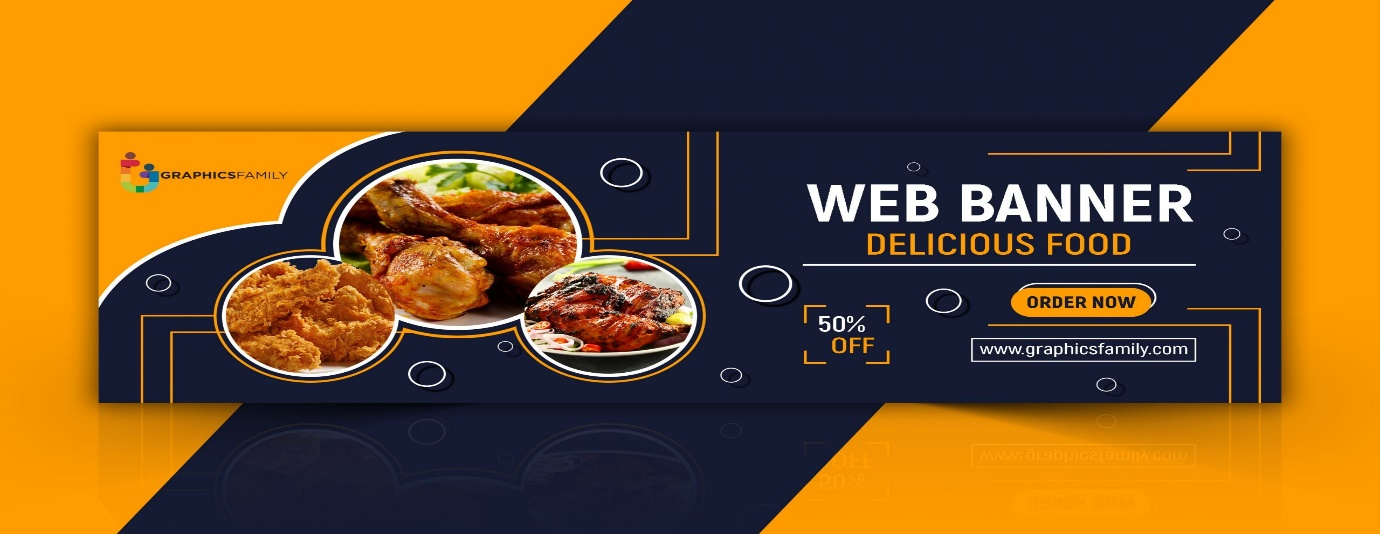 GRAPHICSFAMILY
WEB BANNER
DELICIOUS FOOD
ORDER NOW
50%
OFF
www.graphicsfamily.com